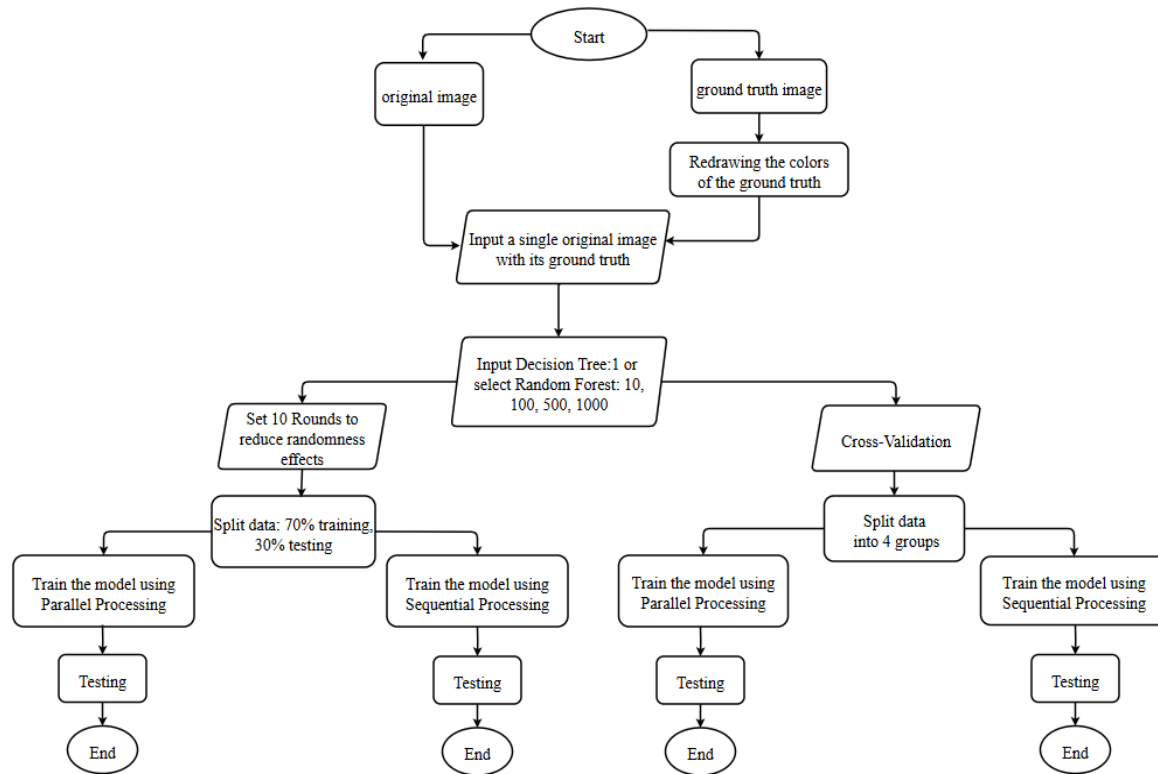 Start
original image
ground truth image
Redrawing the colors
of the ground truth
Input a single original image
with its ground truth
Input Decision Tree:1 or
select Random Forest: 10,
100, 500, 1000
Set 10 Rounds to
reduce randomness
effects
Cross-Validation
Split data: 70% training,
30% testing
Split data
into 4 groups
Train the model using
Parallel Processing
Train the model using
Sequential Processing
Train the model using
Parallel Processing
Train the model using
Sequential Processing
Testing
Testing
Testing
Testing
End
End
End
End